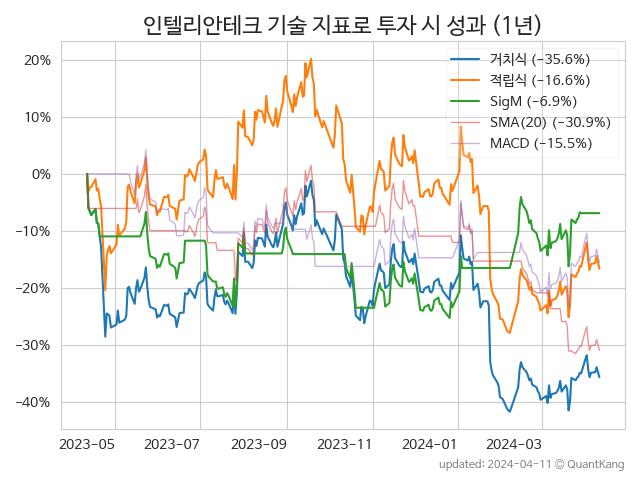 인텔리안테크 기술 지표로 투자 시 성과 (1년)
거치식 (−35.6%)
적립식 (−16.6%)
SigM (−6.9%)
SMA(20) (−30.9%)
MACD (−15.5%)
20%
10%
0%
−10%
−20%
−30%
−40%
2023-05 2023-07 2023-09 2023-11 2024-01 2024-03
updated: 2024-04-11 © QuantKang